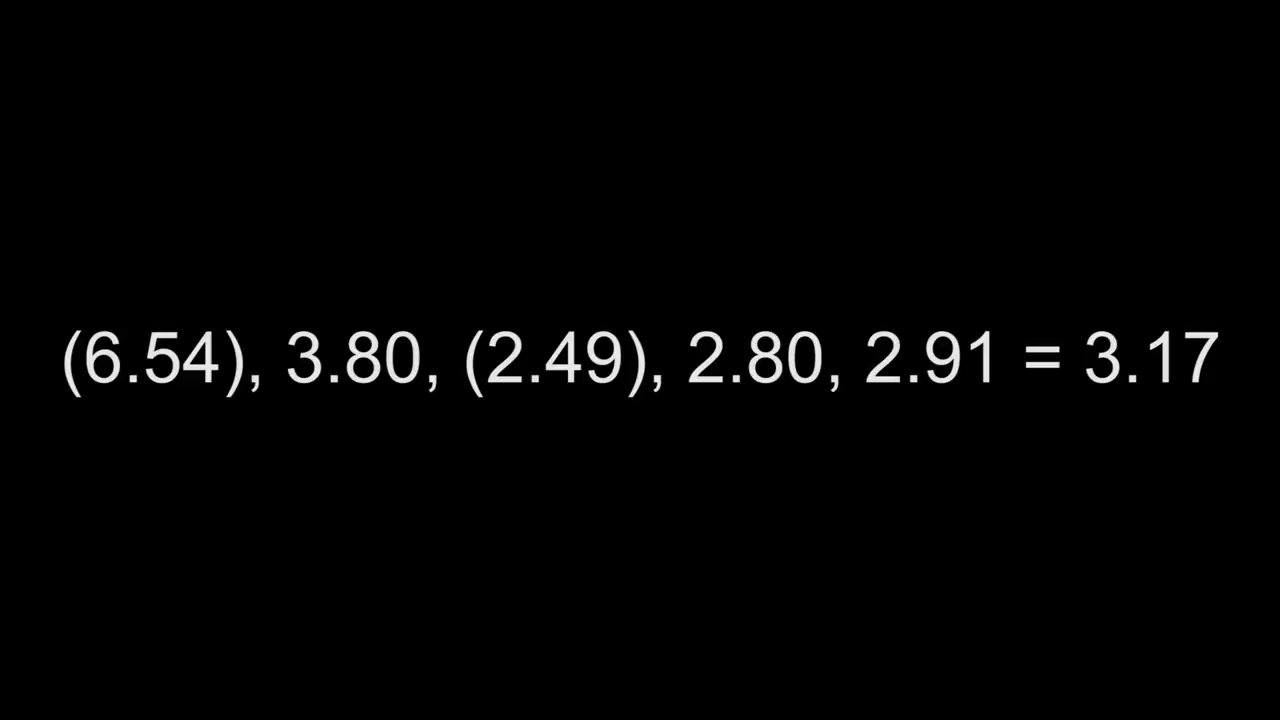 (6.54), 3.80, (2.49), 2.80, 2.91 = 3.17